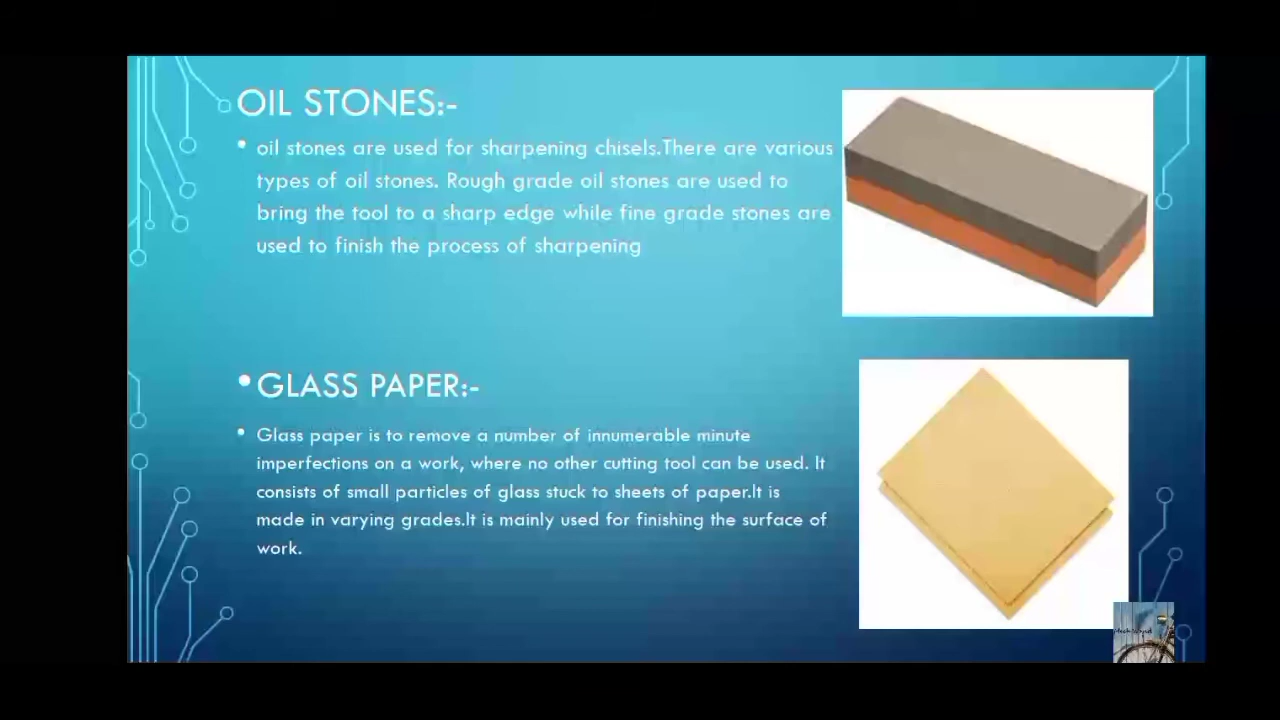 OIL STONES:-
• oil stones are used for sharpening chisels.There are various
types of oil stones. Rough grade oil stones are used to
bring the tool to a sharp edge while fine grade stones are
used to finish the process of sharpening
• GLASS PAPER:-
• Glass paper is to remove a number of innumerable minute
imperfections on a work, where no other cutting tool can be used. It
consists of small particles of glass stuck to sheets of paper.It is
made in varying grades.It is mainly used for finishing the surface of
work.